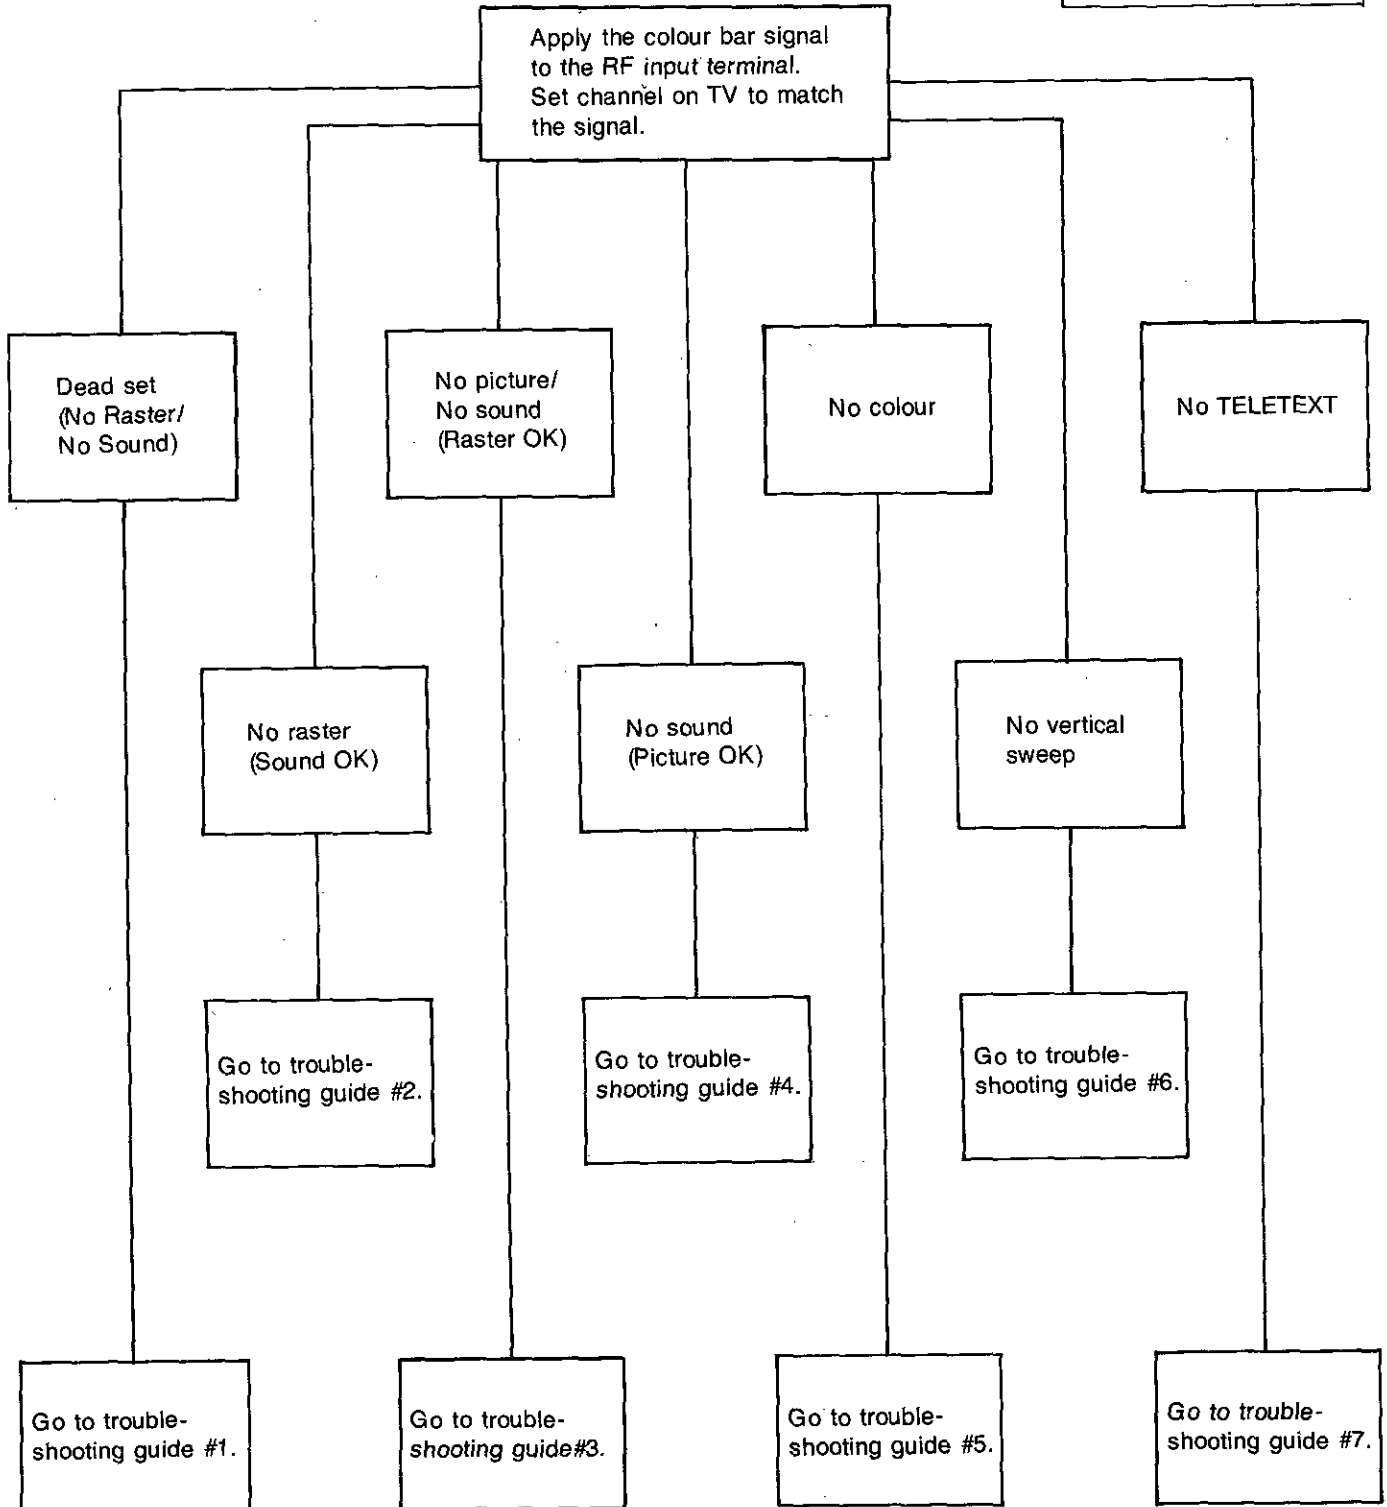 Apply the colour bar signal
to the RF input terminal.
Set channel on TV to match
the signal.
Dead set
(No Raster/
No Sound)
No picture/
No sound
(Raster OK)
No colour
No TELETEXT
No raster
(Sound OK)
No sound
(Picture OK)
No vertical
sweep
Go to trouble-
shooting guide #2.
Go to trouble-
shooting guide #4.
Go to trouble-
shooting guide #6.
Go to trouble-
shooting guide #1.
Go to trouble-
shooting guide#3.
Go to trouble-
shooting guide #5.
Go to trouble-
shooting guide #7.